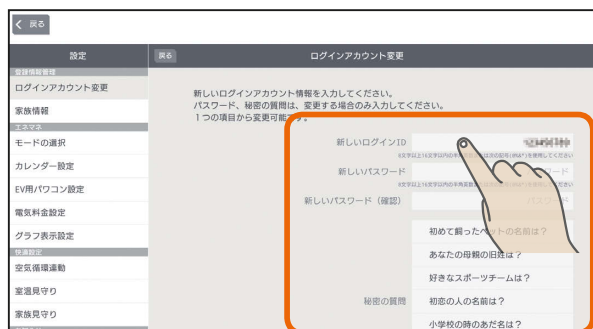 戻る
設定
戻る
ログインアカウント変更
登録情報管理
ログインアカウント変更
家族情報
エネマネ
モードの選択
カレンダー設定
EV用パワコン設定
電気料金設定
グラフ表示設定
快適設定
空気循環連動
室温見守り
家族見守り
新しいログインアカウント情報を入力してください。
パスワード、秘密の質問は、変更する場合のみ入力してください。
1つの項目から変更可能です。
新しいログインID
新しいパスワード
新しいパスワード(確認)
初めて飼ったペットの名前は?
あなたの母親の旧姓は?
好きなスポーツチームは?
秘密の質問
初恋の人の名前は?
小学校の時のあだ名は?